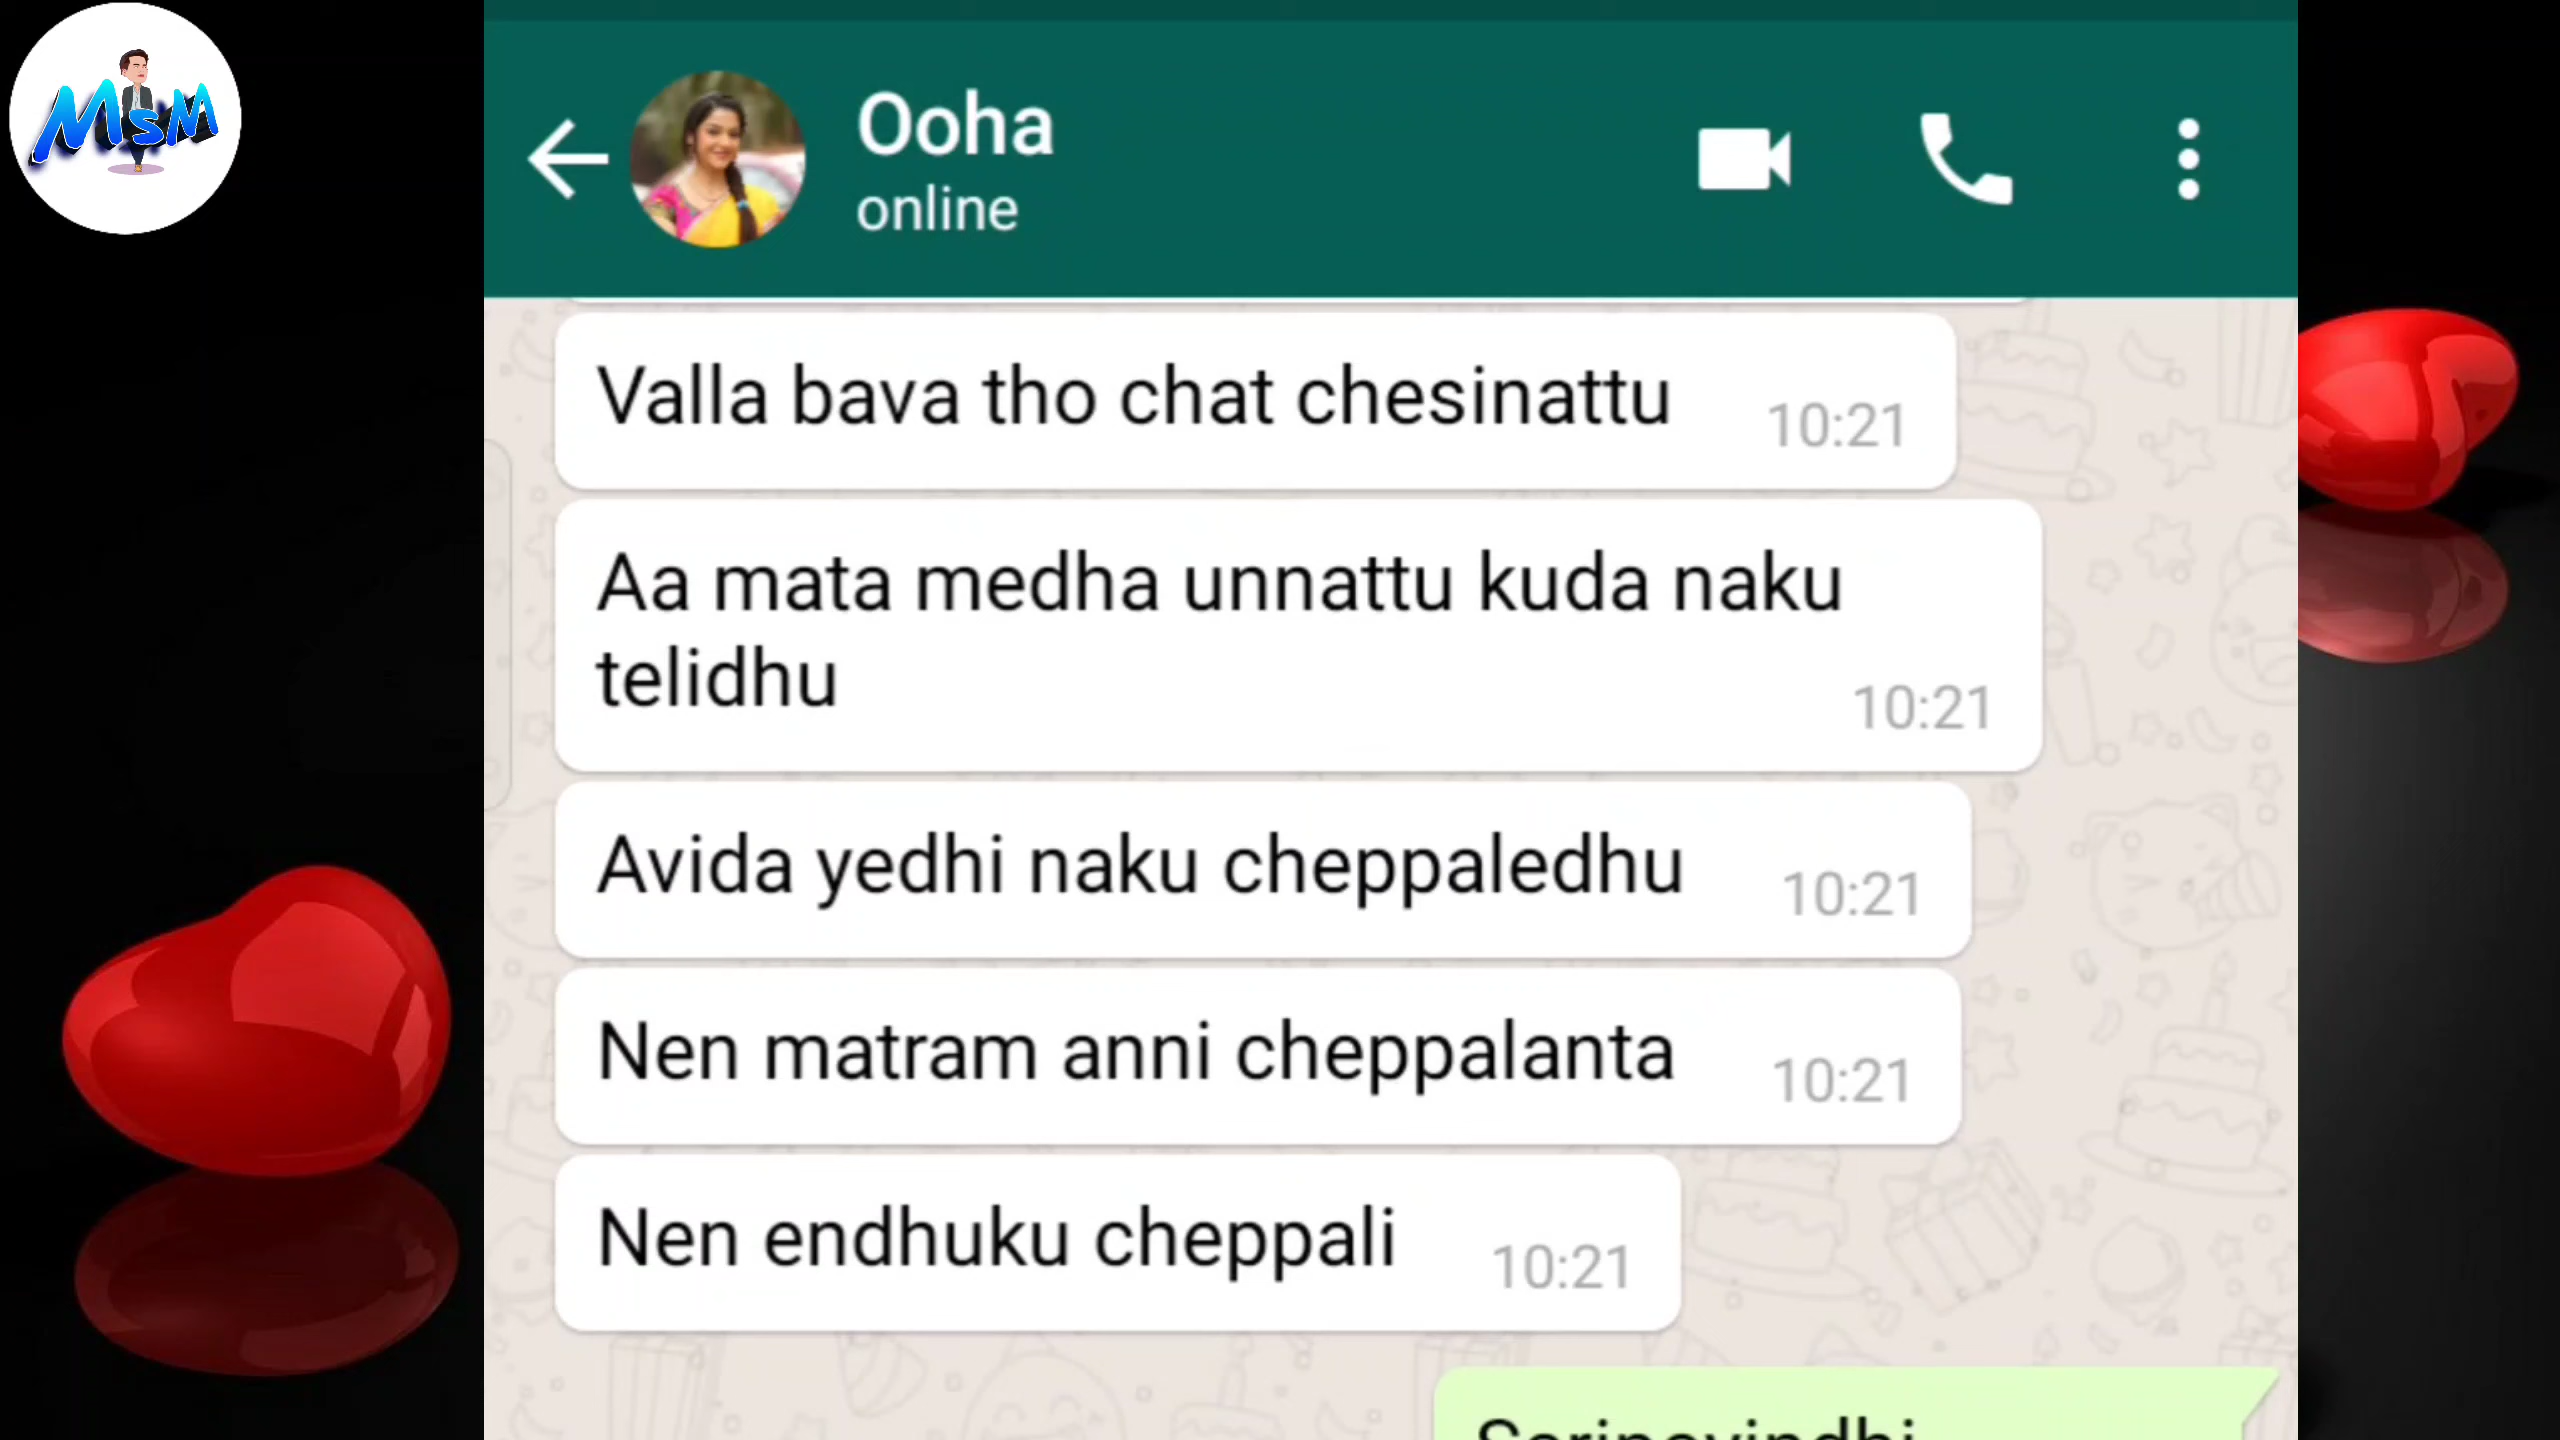 MSM
Ooha
online
Valla bava tho chat chesinattu
10:21
Aa mata medha unnattu kuda naku
telidhu
10:21
Avida yedhi naku cheppaledhu
10:21
Nen matram anni cheppalanta
10:21
Nen endhuku cheppali
10:21